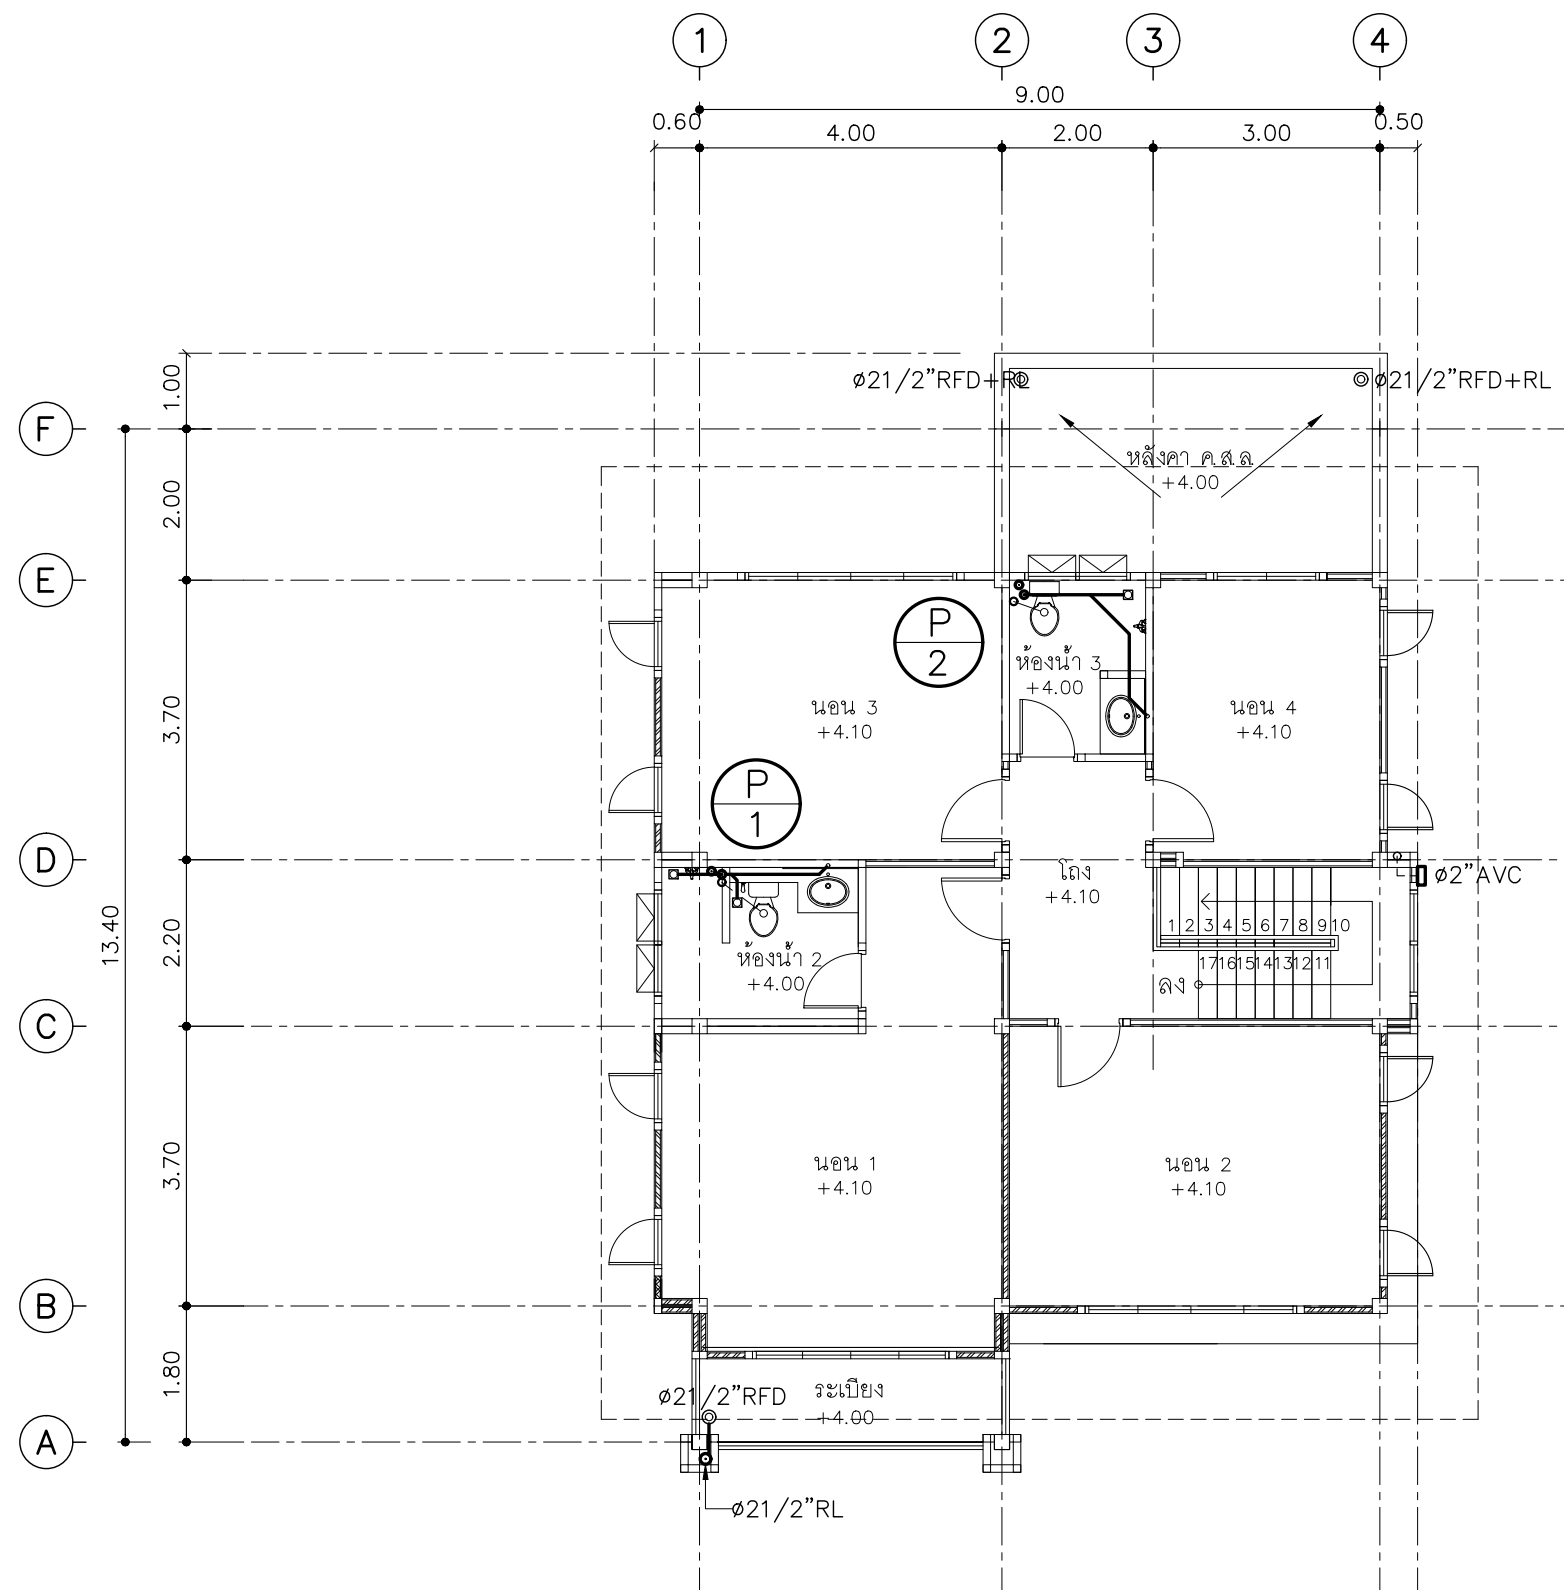 1
2
3
4
9.00
0.60
4.00
2.00
3.00
0.50
1.00
ø21/2"RFD+RL
ø21/2"RFD+RL
F
หลังคา ค.ส.ล.
+4.00
2.00
E
P
2
ห้องน้ำ 3
+4.00
3.70
นอน 3
+4.10
นอน 4
+4.10
P
1
D
โถง
+4.10
ø2"AVC
13.40
2.20
1 2 3 4 5 6 7 8 9 10
ห้องน้ำ 2
+4.00
17 16 15 14 13 12 11
ลง
C
3.70
นอน 1
+4.10
นอน 2
+4.10
B
1.80
ø21/2"RFD
ระเบียง
+4.00
A
ø21/2"RL